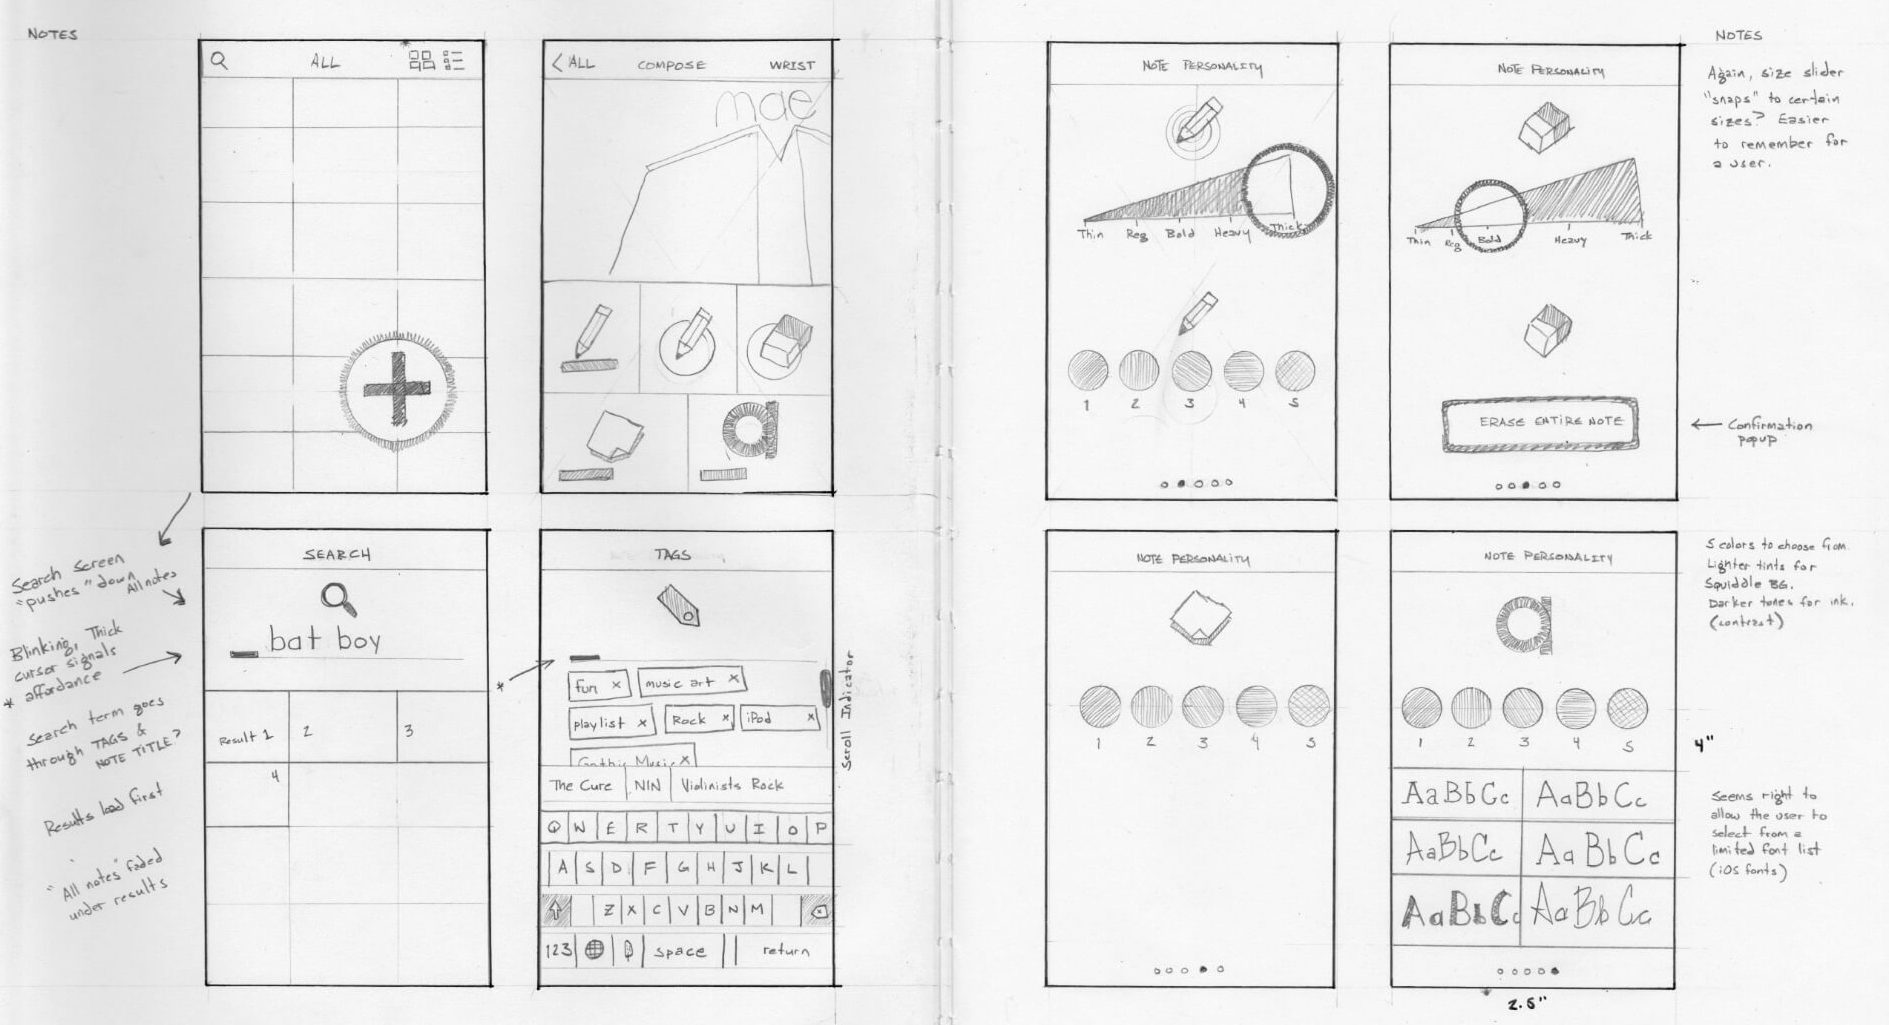 NOTES
ALL
< ALL
COMPOSE
WRIST
mae
Search screen
"pushes" down
All notes
Blinking, Thick
cursor signals
* affordance
Search term goes
through TAGS &
NOTE TITLE?
Results load first
"All notes" faded
under results
SEARCH
bat boy
Result 1
2
3
4
TAGS
*
fun x
music art x
playlist x
Rock x
iPod x
Gothic Music x
Scroll Indicator
The Cure
NIN
Violinists Rock
Q W E R T Y U I O P
A S D F G H J K L
Z X C V B N M
123
space
return
NOTE PERSONALITY
Thin Reg Bold Heavy Thick
1 2 3 4 5
NOTE PERSONALITY
Thin Reg Bold Heavy Thick
ERASE ENTIRE NOTE
NOTES
Again, size slider
"snaps" to certain
sizes? Easier
to remember for
a user.
Confirmation
popup
NOTE PERSONALITY
1 2 3 4 5
NOTE PERSONALITY
1 2 3 4 5
AaBbCc
AaBbCc
AaBbCc
AaBbCc
AaBbCc
AaBbCc
5 colors to choose from.
Lighter tints for
Squiddle BG.
Darker tones for ink.
(contrast)
4"
Seems right to
allow the user to
select from a
limited font list
(iOS fonts)
2.5"